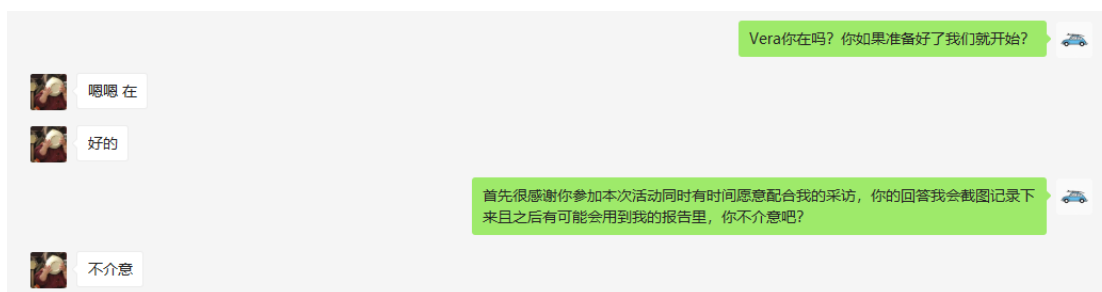 Vera你在吗？你如果准备好了我们就开始？
嗯嗯 在
好的
首先很感谢你参加本次活动同时有时间愿意配合我的采访，你的回答我会截图记录下
来且之后有可能会用到我的报告里，你不介意吧？
不介意